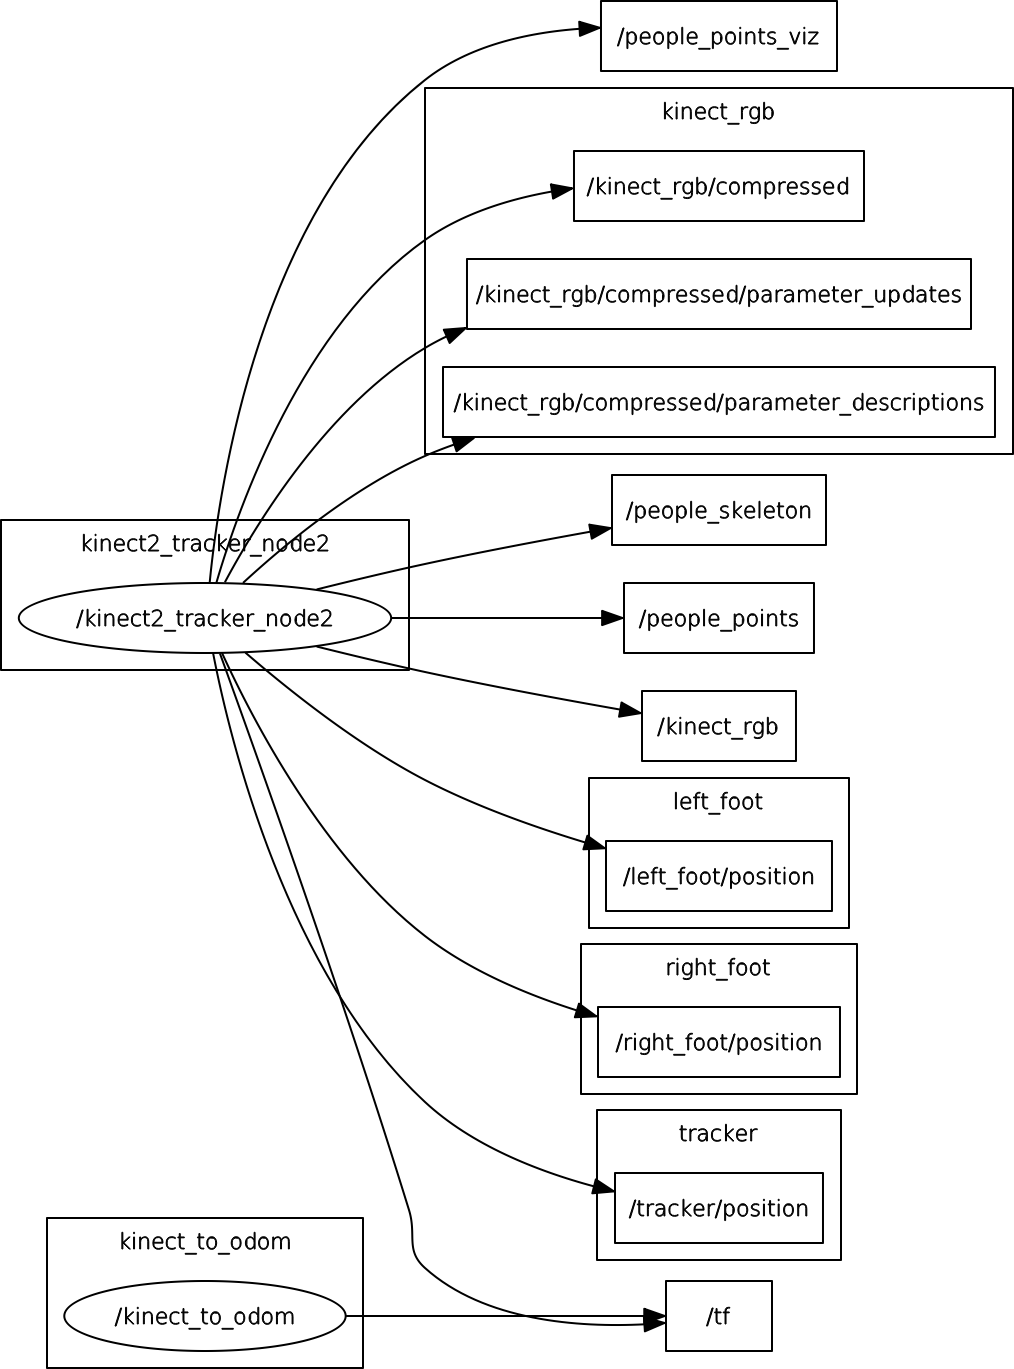 /people_points_viz
kinect_rgb
/kinect_rgb/compressed
/kinect_rgb/compressed/parameter_updates
/kinect_rgb/compressed/parameter_descriptions
/people_skeleton
kinect2_tracker_node2
/kinect2_tracker_node2
/people_points
/kinect_rgb
left_foot
/left_foot/position
right_foot
/right_foot/position
tracker
/tracker/position
kinect_to_odom
/kinect_to_odom
/tf